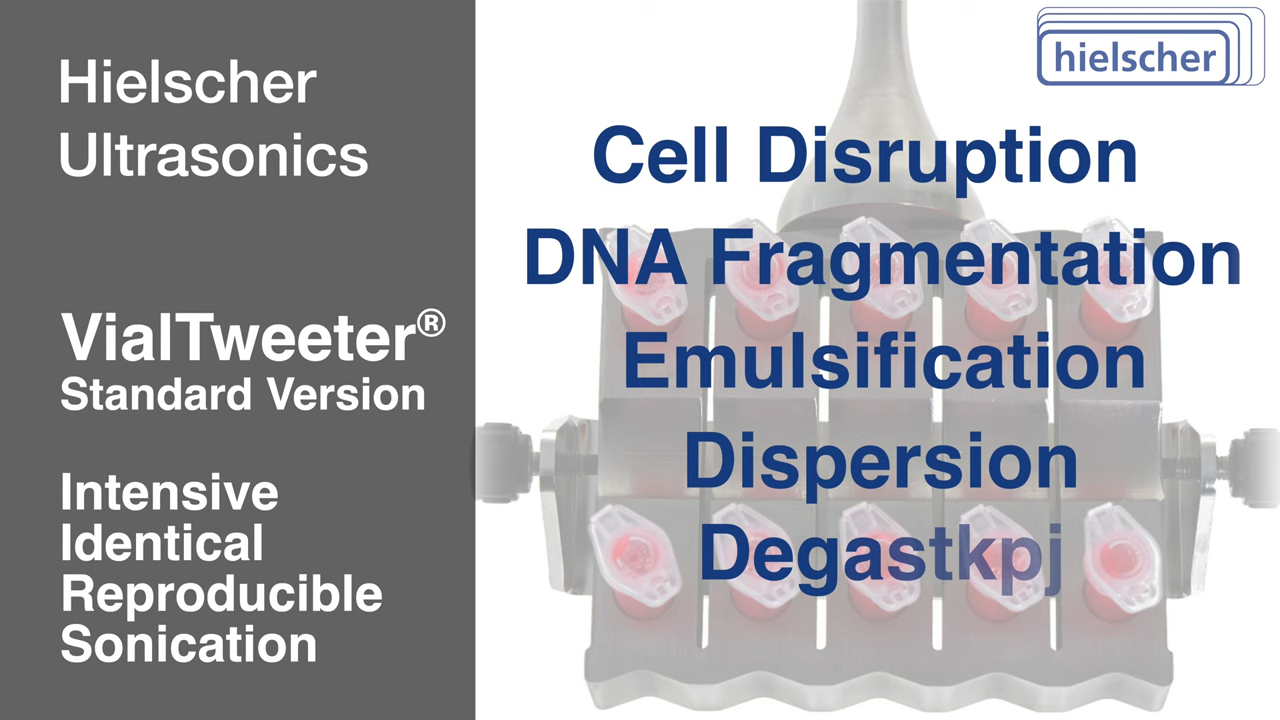 Hielscher
Ultrasonics
VialTweeter®
Standard Version
Intensive
Identical
Reproducible
Sonication
hielscher
Cell Disruption
DNA Fragmentation
Emulsification
Dispersion
Degastkpj